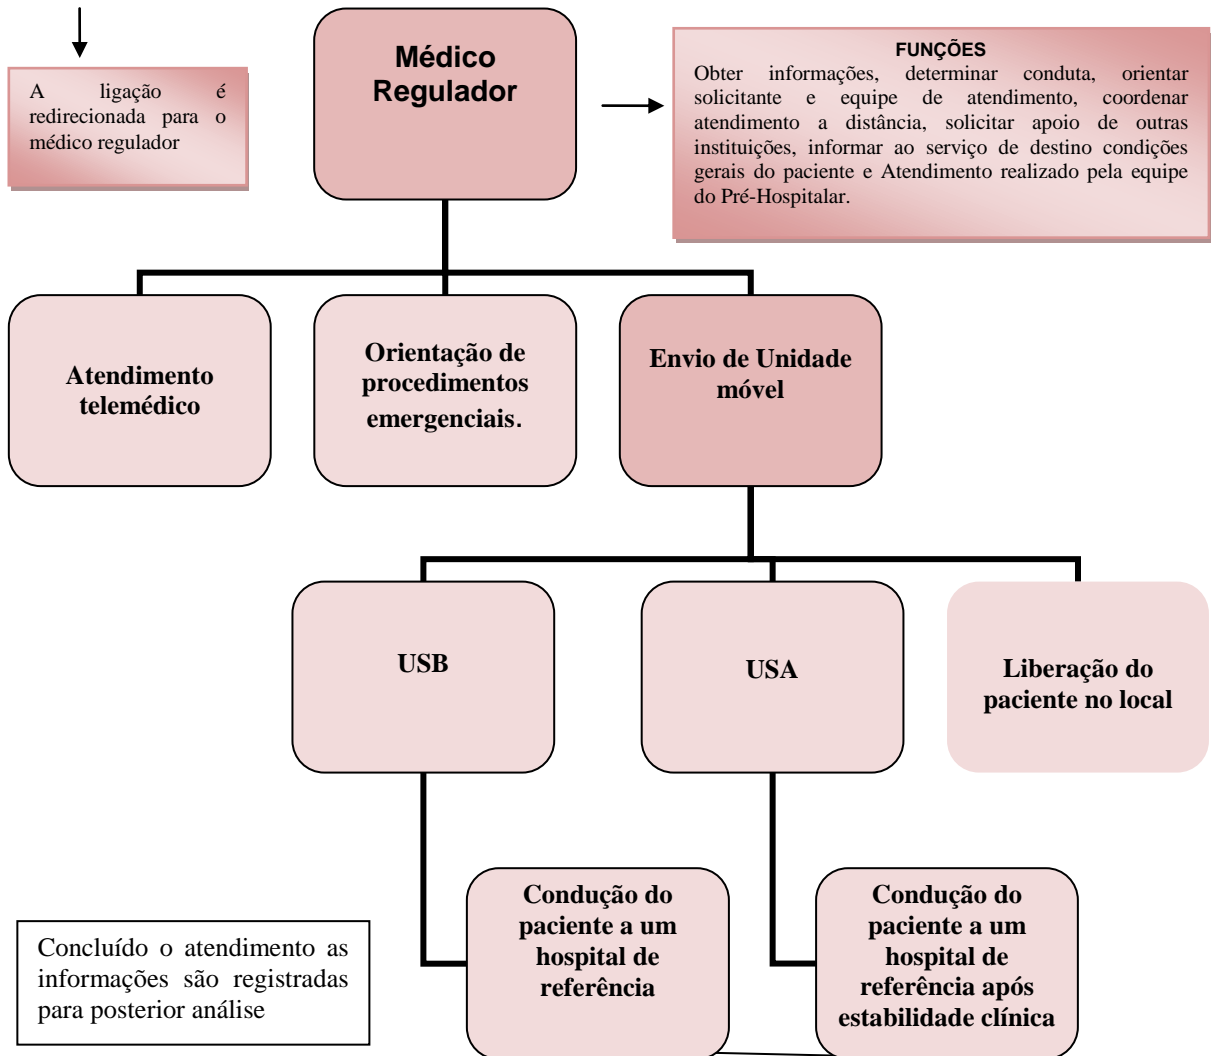 A ligação é
redirecionada para o
médico regulador
Médico
Regulador
FUNÇÕES
Obter informações, determinar conduta, orientar
solicitante e equipe de atendimento, coordenar
atendimento a distância, solicitar apoio de outras
instituições, informar ao serviço de destino condições
gerais do paciente e Atendimento realizado pela equipe
do Pré-Hospitalar.
Atendimento
telemédico
Orientação de
procedimentos
emergenciais.
Envio de Unidade
móvel
USB
USA
Liberação do
paciente no local
Condução do
paciente a um
hospital de
referência
Condução do
paciente a um
hospital de
referência após
estabilidade clínica
Concluído o atendimento as
informações são registradas
para posterior análise